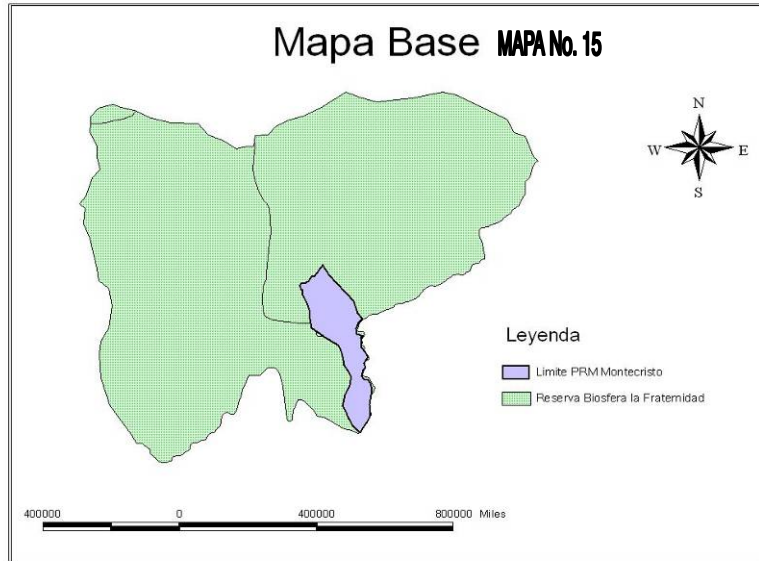 Mapa Base MAPA No. 15
N
W E
S
Leyenda
Limite PRM Montecristo
Reserva Biosfera la Fraternidad
400000 0 400000 800000 Miles